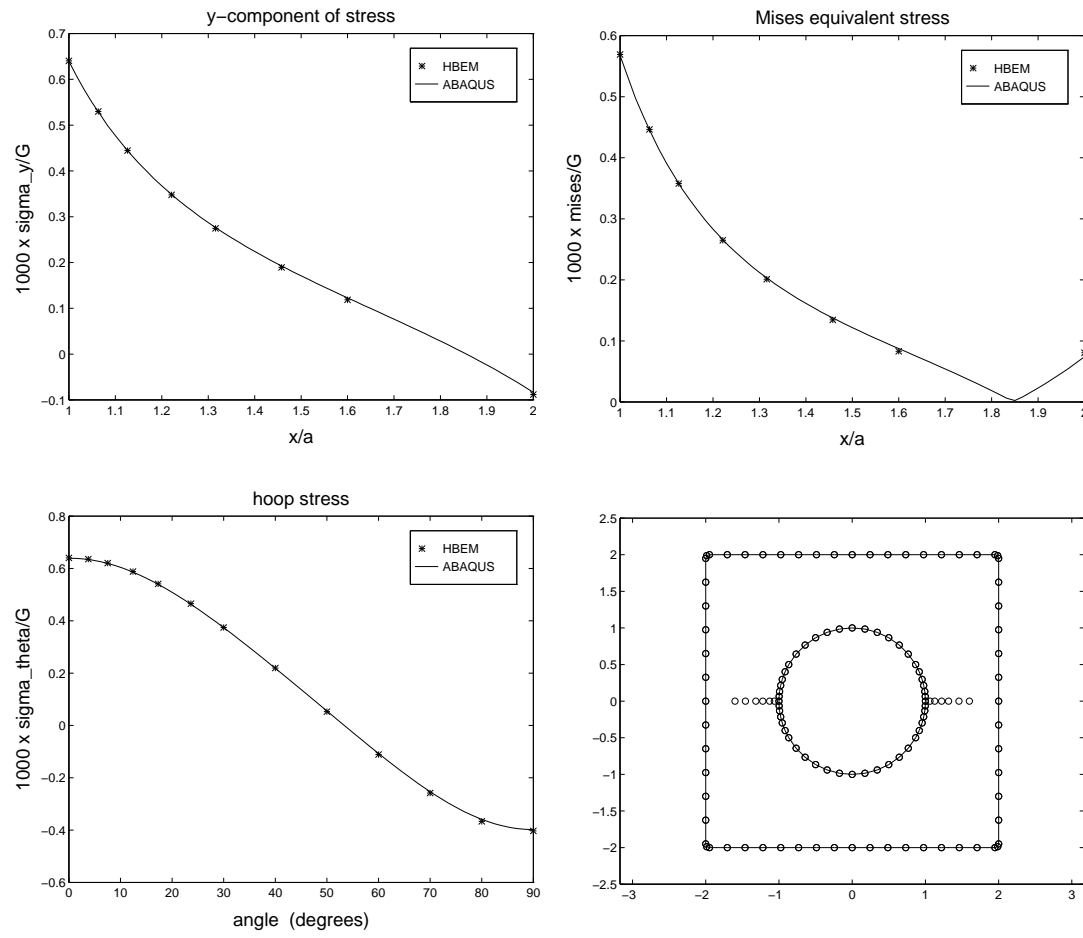 y−component of stress
0.7
0.6
0.5
0.4
0.3
0.2
0.1
0
−0.1
1000 x sigma_y/G
HBEM
ABAQUS
1 1.1 1.2 1.3 1.4 1.5 1.6 1.7 1.8 1.9 2
x/a
Mises equivalent stress
0.6
0.5
0.4
0.3
0.2
0.1
0
1000 x mises/G
HBEM
ABAQUS
1 1.1 1.2 1.3 1.4 1.5 1.6 1.7 1.8 1.9 2
x/a
hoop stress
0.8
0.6
0.4
0.2
0
−0.2
−0.4
−0.6
1000 x sigma_theta/G
HBEM
ABAQUS
0 10 20 30 40 50 60 70 80 90
angle (degrees)
2.5
2
1.5
1
0.5
0
−0.5
−1
−1.5
−2
−2.5
−3 −2 −1 0 1 2 3